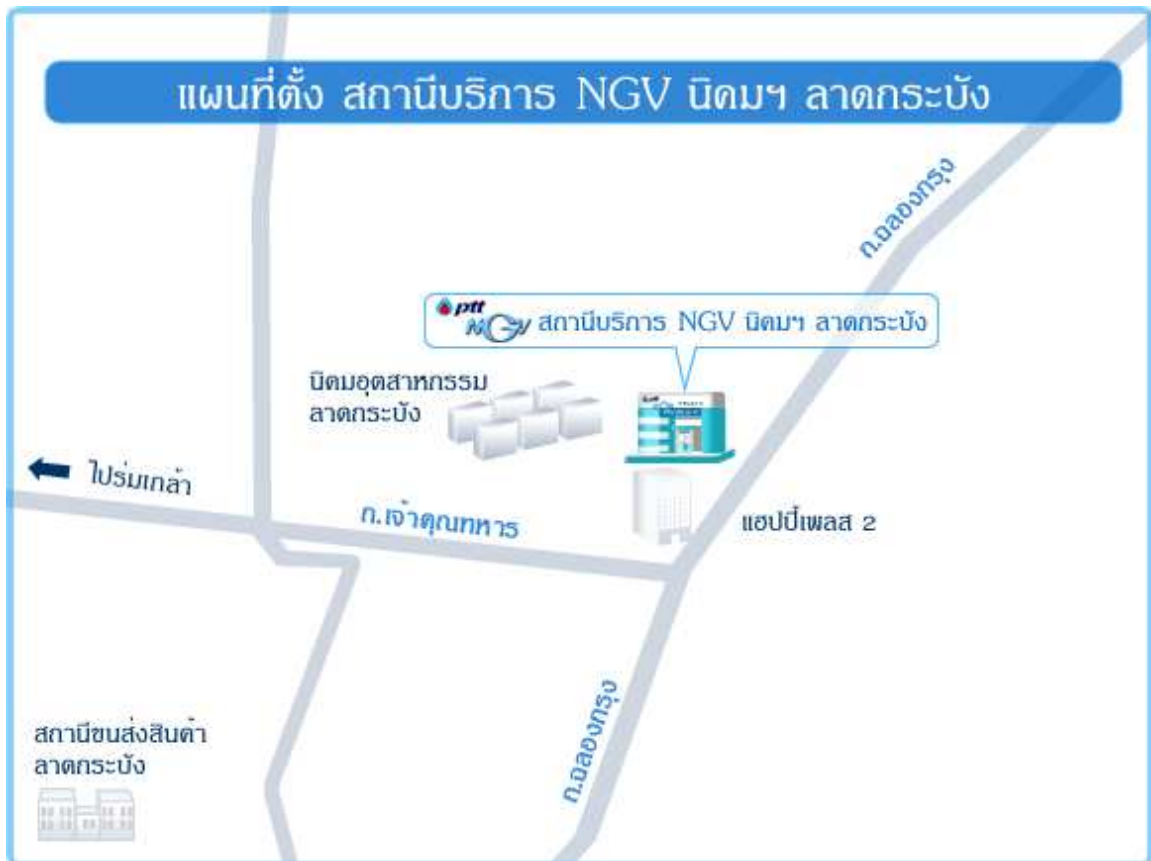 แผนที่ตั้ง สถานีบริการ NGV นิคมฯ ลาดกระบัง
ถ.ฉลองกรุง
ptt
NGV สถานีบริการ NGV นิคมฯ ลาดกระบัง
นิคมอุตสาหกรรม
ลาดกระบัง
ไปร่มเกล้า
ถ.เจ้าคุณทหาร
แฮปปี้เพลส 2
ถ.ฉลองกรุง
สถานีขนส่งสินค้า
ลาดกระบัง